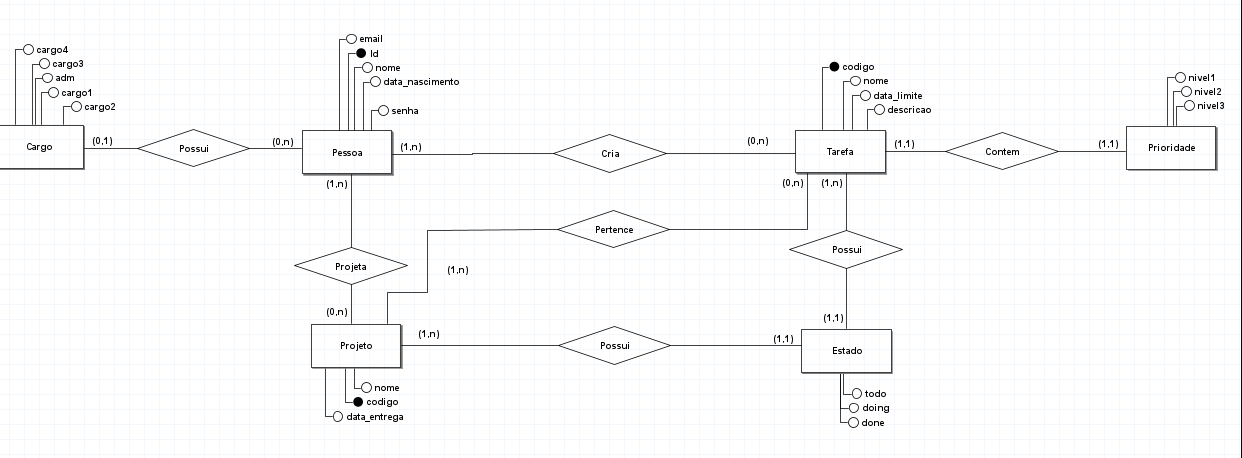 email
cargo4
Id
cargo3
nome
codigo
adm
data_nascimento
nome
nivel1
cargo1
data_limite
nivel2
cargo2
senha
descricao
nivel3
Cargo
(0,1)
Possui
(0,n)
Pessoa
(1,n)
Cria
(0,n)
Tarefa
(1,1)
Contem
(1,1)
Prioridade
(1,n)
(0,n)
(1,n)
Pertence
Possui
Projeta
(1,n)
(0,n)
(1,1)
Projeto
(1,n)
Possui
(1,1)
Estado
nome
todo
codigo
doing
data_entrega
done